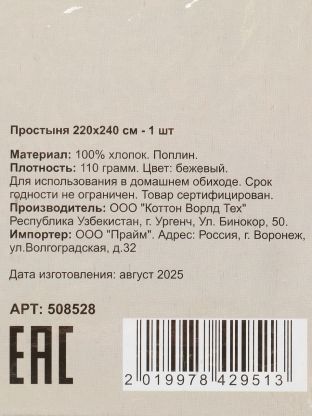 Простыня 220х240 см - 1 шт
Материал: 100% хлопок. Поплин.
Плотность: 110 грамм. Цвет: бежевый.
Для использования в домашнем обиходе. Срок
годности не ограничен. Товар сертифицирован.
Производитель: ООО "Коттон Ворлд Тех"
Республика Узбекистан, г. Ургенч, Ул. Бинокор, 50.
Импортер: ООО "Прайм". Адрес: Россия, г. Воронеж,
ул.Волгоградская, д.32
Дата изготовления: август 2025
АРТ: 508528
EAC
2 019978 429513